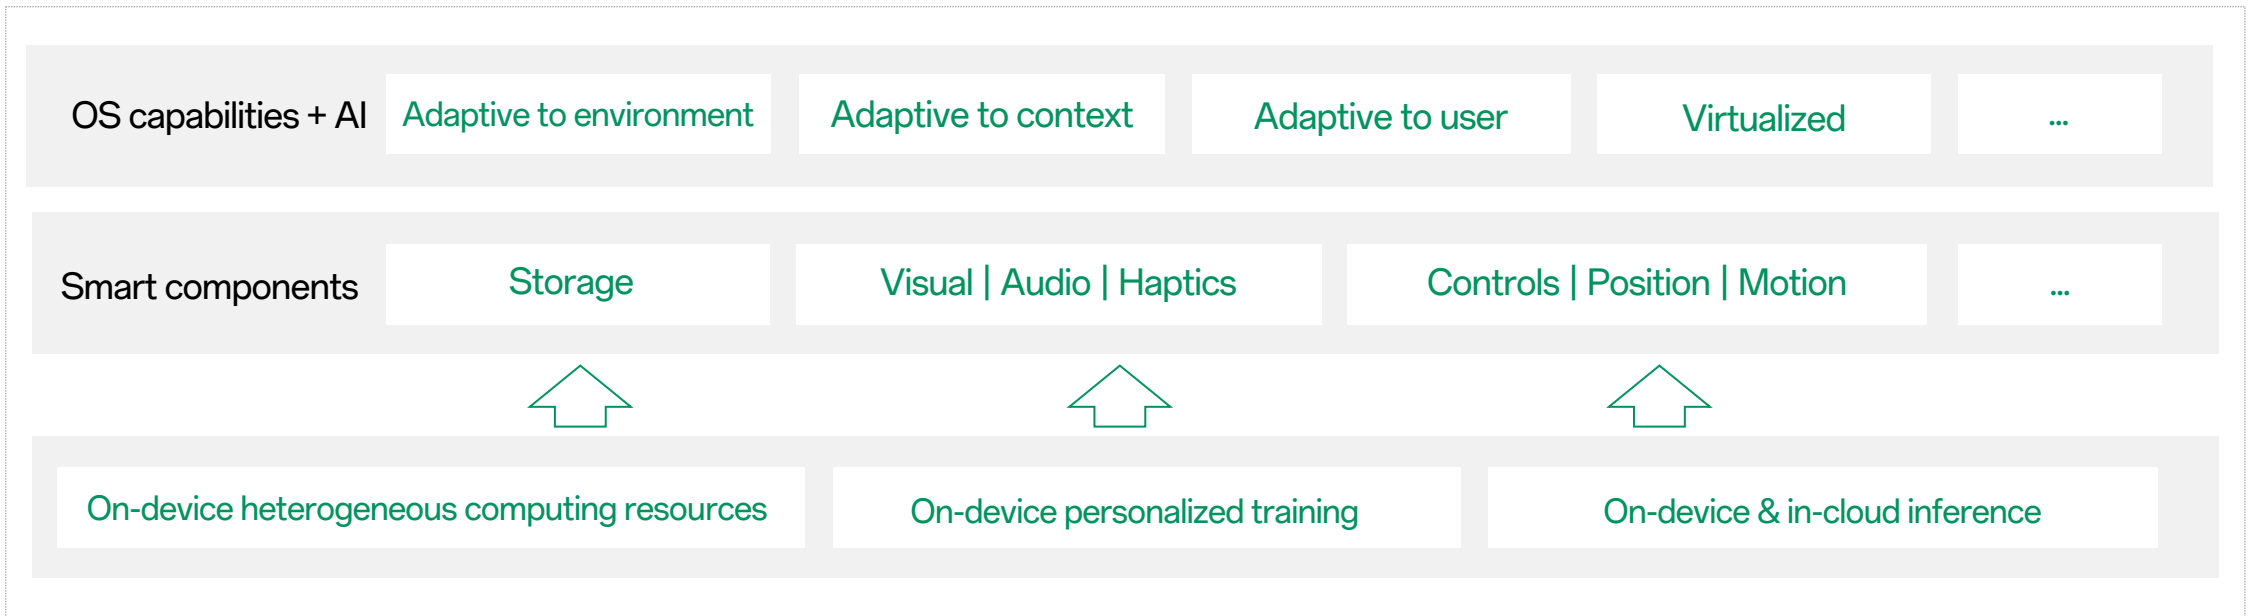 OS capabilities + AI
Adaptive to environment
Adaptive to context
Adaptive to user
Virtualized
...
Smart components
Storage
Visual | Audio | Haptics
Controls | Position | Motion
...
On-device heterogeneous computing resources
On-device personalized training
On-device & in-cloud inference